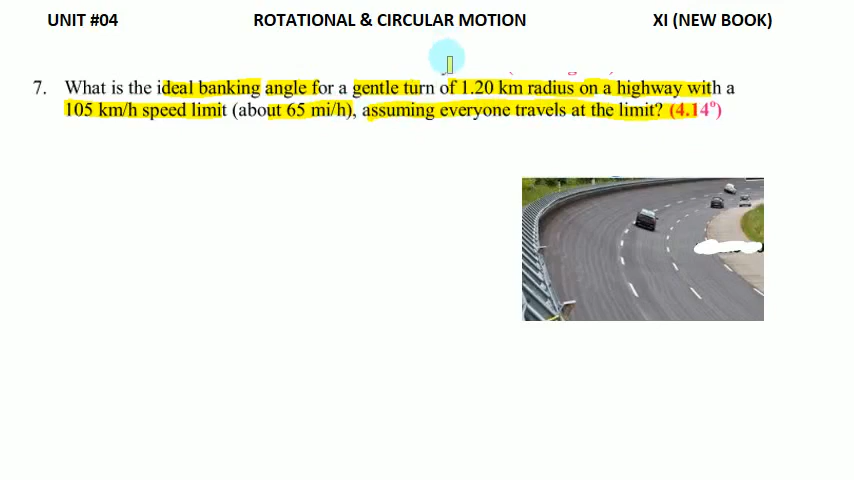 UNIT #04 ROTATIONAL & CIRCULAR MOTION XI (NEW BOOK)
7. What is the ideal banking angle for a gentle turn of 1.20 km radius on a highway with a
105 km/h speed limit (about 65 mi/h), assuming everyone travels at the limit? (4.14°)